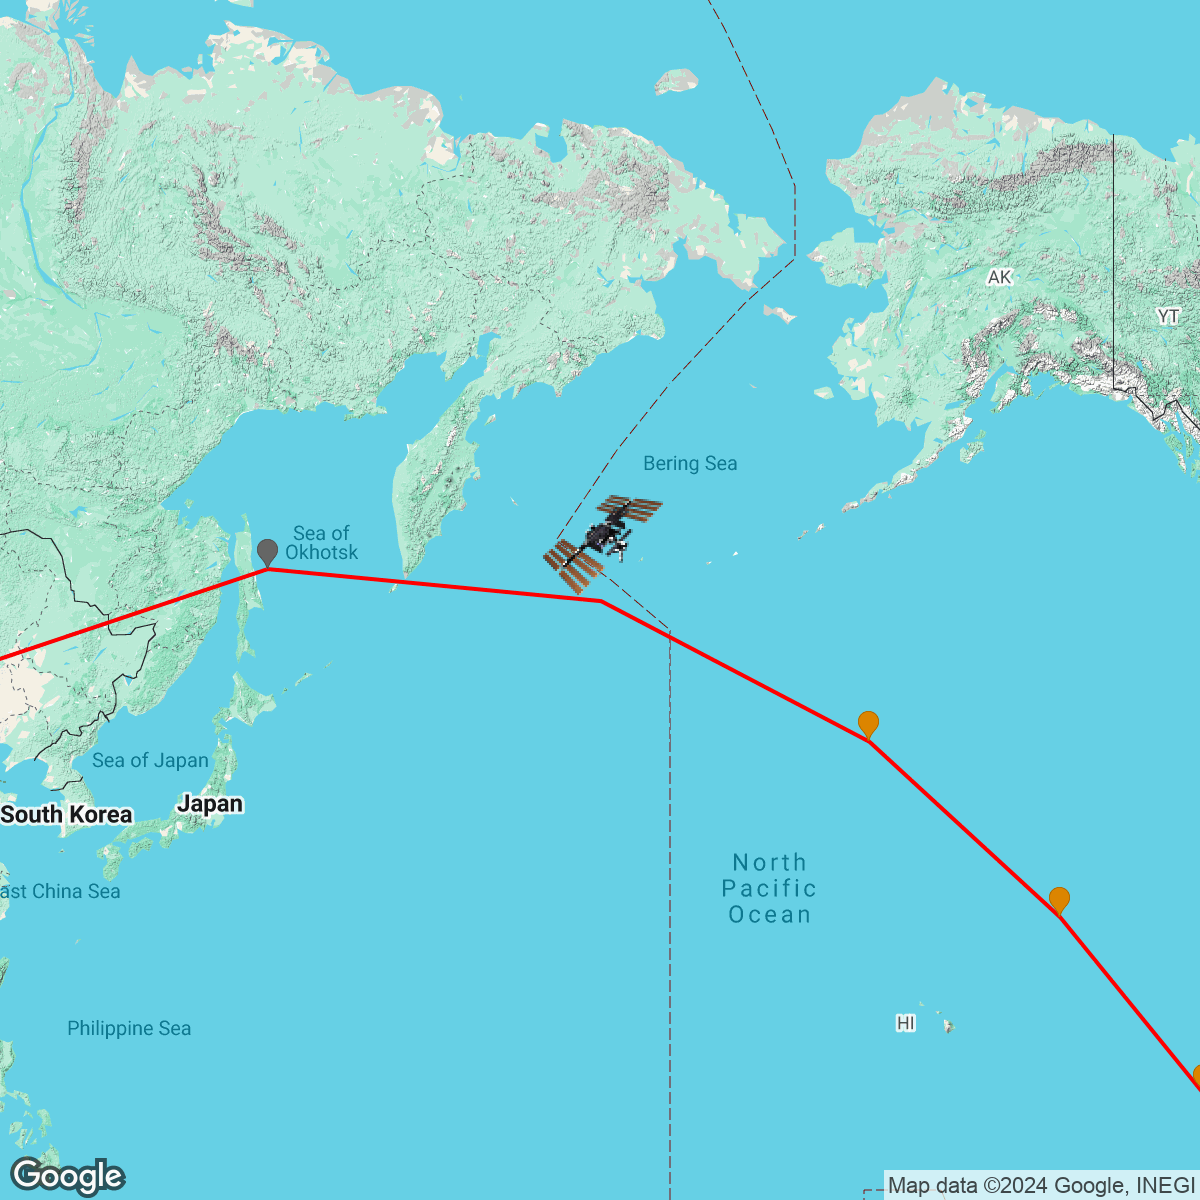 AK
YT
Bering Sea
Sea of
Okhotsk
Sea of Japan
Japan
South Korea
North
Pacific
Ocean
ast China Sea
HI
Philippine Sea
Google
Map data ©2024 Google, INEGI